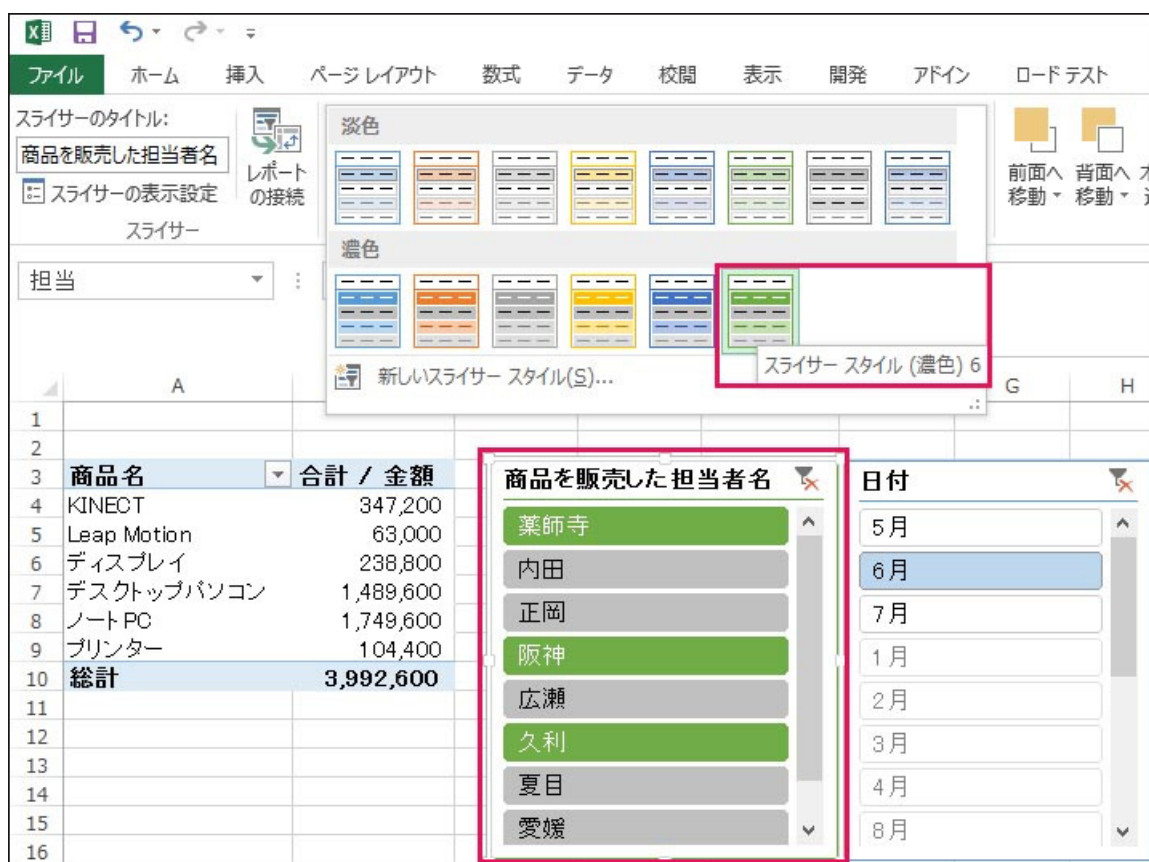 ファイル ホーム 挿入 ページ レイアウト 数式 データ 校閲 表示 開発 アドイン ロード テスト
スライサーのタイトル:
商品を販売した担当者名
スライサーの表示設定
スライサー
レポート
の接続
淡色
濃色
スライサー スタイル (濃色) 6
新しいスライサー スタイル(S)...
前面へ 背面へ
移動 移動
担当
A G H
1
2
3 商品名 合計 / 金額
4 KINECT 347,200
5 Leap Motion 63,000
6 ディスプレイ 238,800
7 デスクトップパソコン 1,489,600
8 ノートPC 1,749,600
9 プリンター 104,400
10 総計 3,992,600
11
12
13
14
15
16
商品を販売した担当者名
薬師寺
内田
正岡
阪神
広瀬
久利
夏目
愛媛
日付
5月
6月
7月
1月
2月
3月
4月
8月